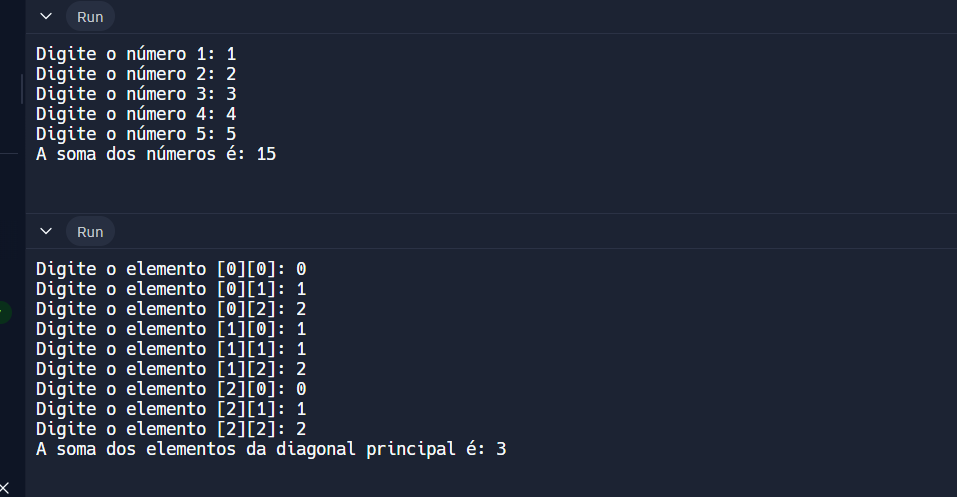 Run
Digite o número 1: 1
Digite o número 2: 2
Digite o número 3: 3
Digite o número 4: 4
Digite o número 5: 5
A soma dos números é: 15
Run
Digite o elemento [0][0]: 0
Digite o elemento [0][1]: 1
Digite o elemento [0][2]: 2
Digite o elemento [1][0]: 1
Digite o elemento [1][1]: 1
Digite o elemento [1][2]: 2
Digite o elemento [2][0]: 0
Digite o elemento [2][1]: 1
Digite o elemento [2][2]: 2
A soma dos elementos da diagonal principal é: 3